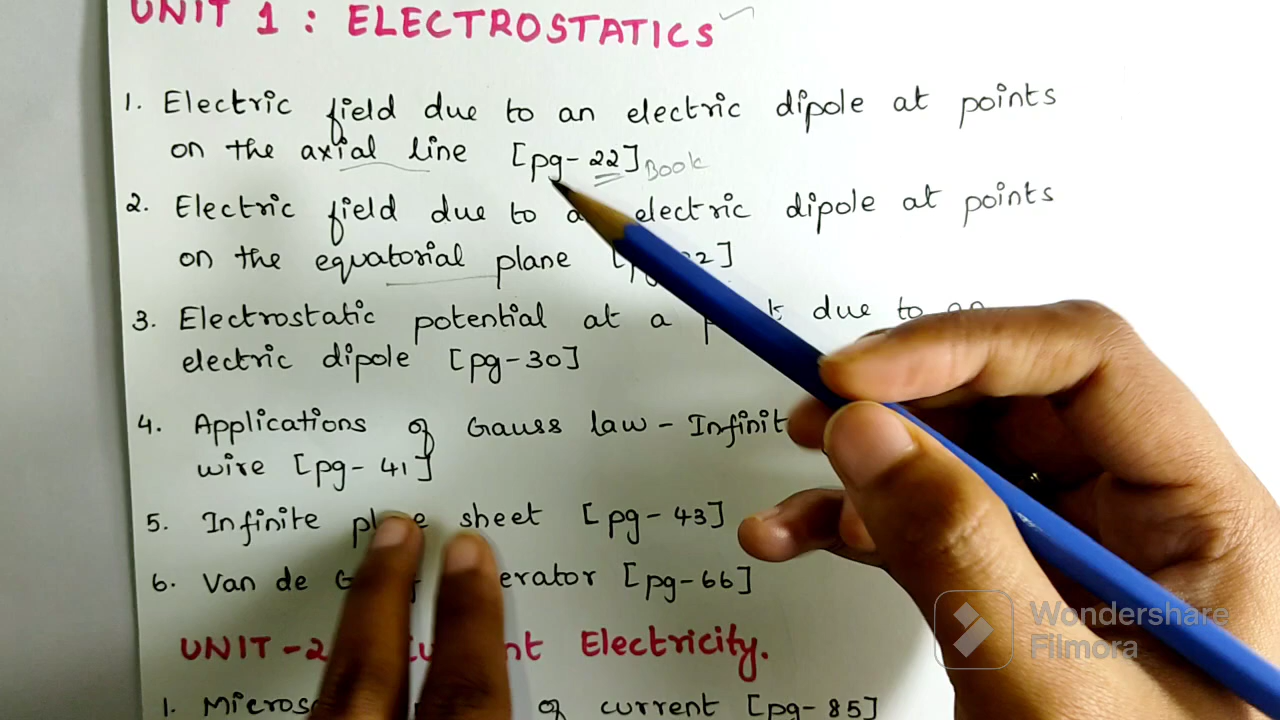 UNIT 1 : ELECTROSTATICS
1. Electric field due to an electric dipole at points
on the axial line [pg-22] Book
2. Electric field due to electric dipole at points
on the equatorial plane
3. Electrostatic potential at a due to an
electric dipole [pg-30]
4. Applications of Gauss law - Infinit
wire [pg-41]
5. Infinite sheet [pg-43]
6. Van de erator [pg-66]
UNIT-2 Electricity.
1. of current [pg-85]
Wondershare
Filmora